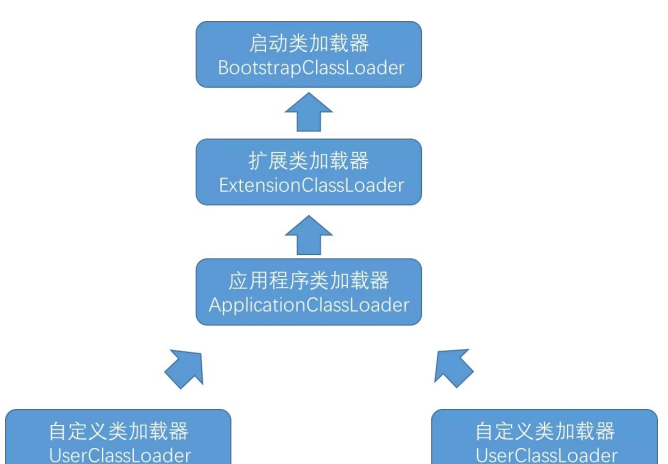 启动类加载器
BootstrapClassLoader
扩展类加载器
ExtensionClassLoader
应用程序类加载器
ApplicationClassLoader
自定义类加载器
UserClassLoader
自定义类加载器
UserClassLoader